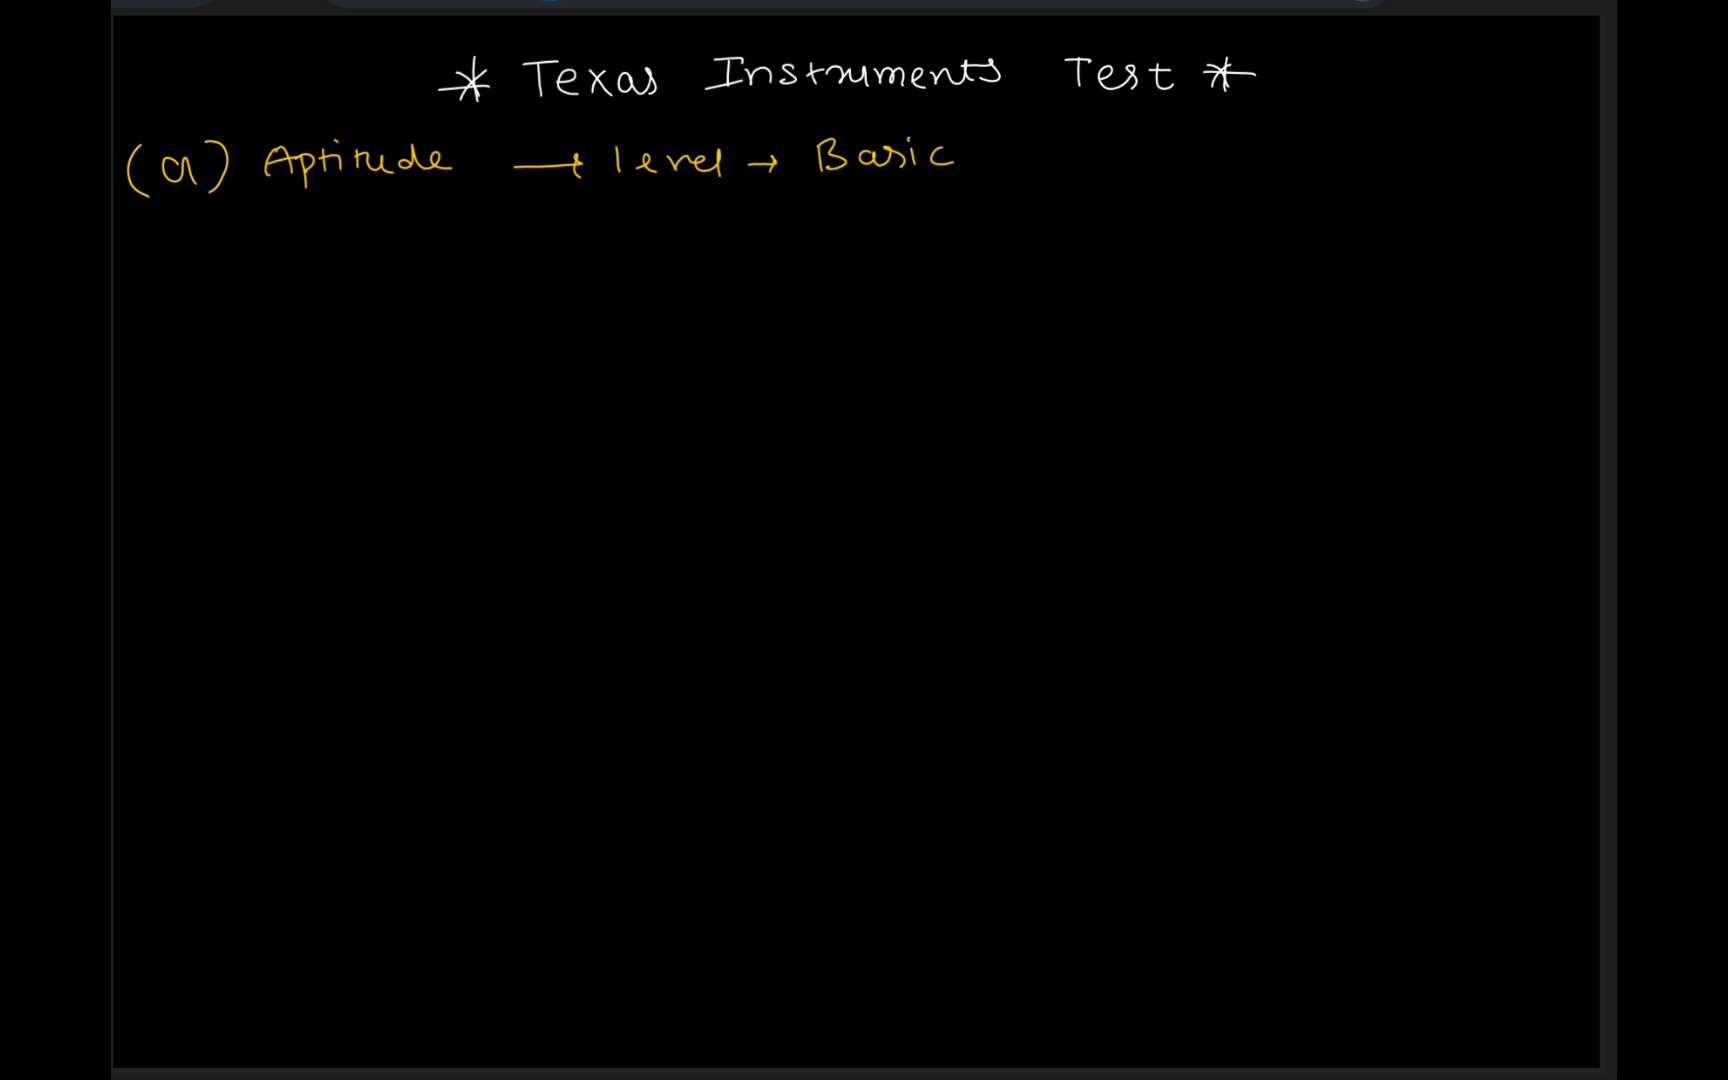 * Texas Instruments Test *
(a) Aptitude → level → Basic